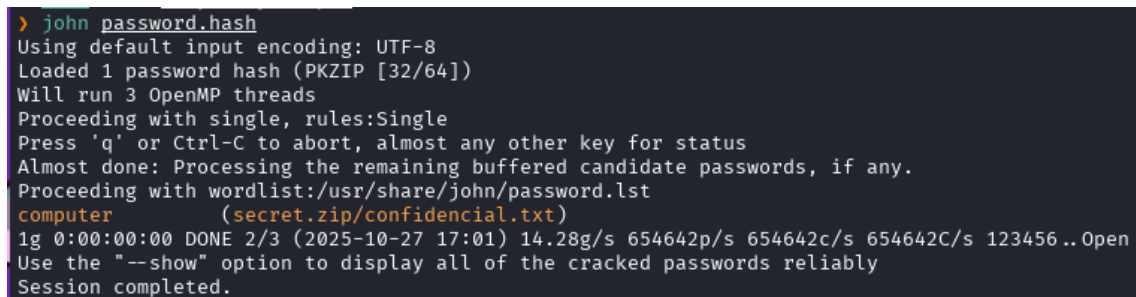 ❯ john password.hash
Using default input encoding: UTF-8
Loaded 1 password hash (PKZIP [32/64])
Will run 3 OpenMP threads
Proceeding with single, rules:Single
Press 'q' or Ctrl-C to abort, almost any other key for status
Almost done: Processing the remaining buffered candidate passwords, if any.
Proceeding with wordlist:/usr/share/john/password.lst
computer         (secret.zip/confidencial.txt)
1g 0:00:00:00 DONE 2/3 (2025-10-27 17:01) 14.28g/s 654642p/s 654642c/s 654642C/s 123456..Open
Use the "--show" option to display all of the cracked passwords reliably
Session completed.